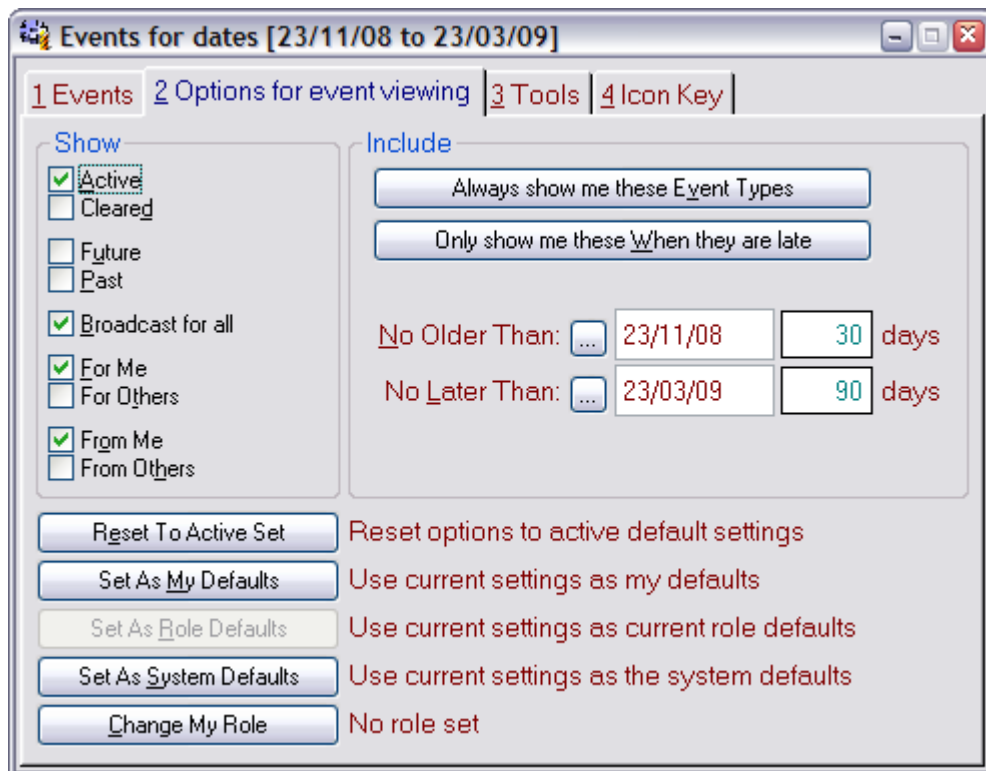 Events for dates [23/11/08 to 23/03/09]
1 Events 2 Options for event viewing 3 Tools 4 Icon Key
Show
Active
Cleared
Future
Past
Broadcast for all
For Me
For Others
From Me
From Others
Include
Always show me these Event Types
Only show me these When they are late
No Older Than: ... 23/11/08 30 days
No Later Than: ... 23/03/09 90 days
Reset To Active Set Reset options to active default settings
Set As My Defaults Use current settings as my defaults
Set As Role Defaults Use current settings as current role defaults
Set As System Defaults Use current settings as the system defaults
Change My Role No role set